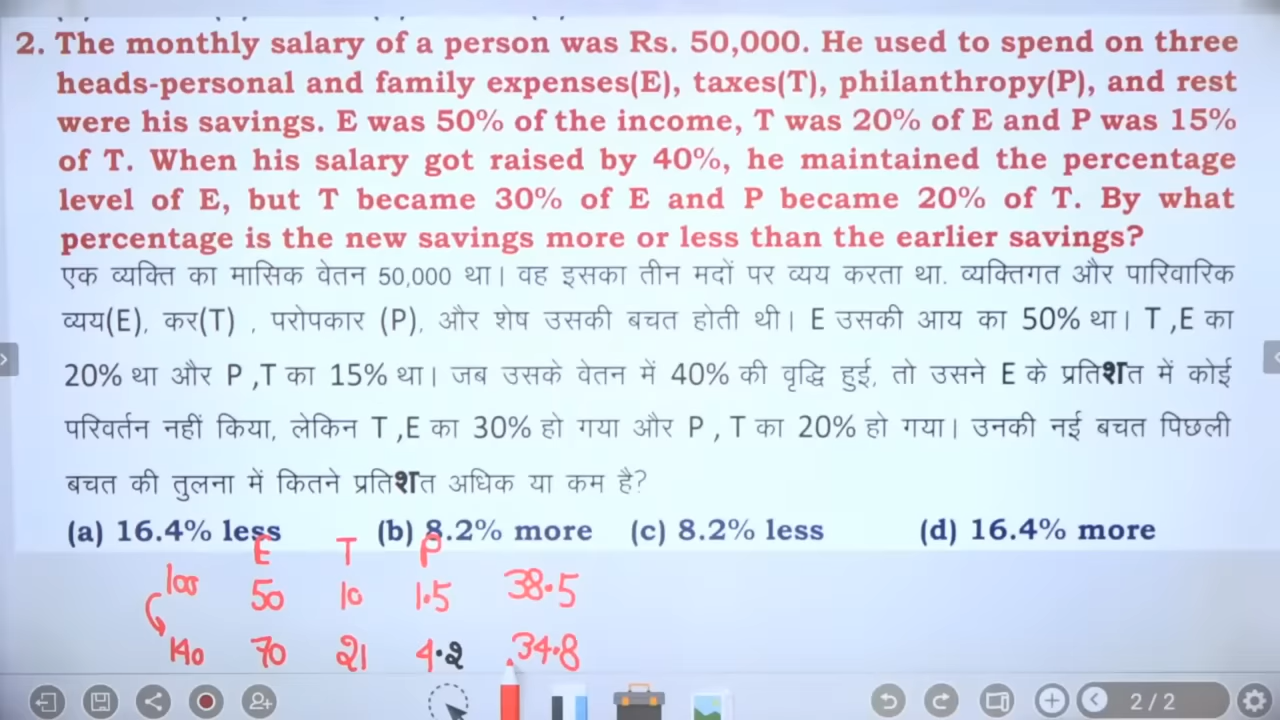 2. The monthly salary of a person was Rs. 50,000. He used to spend on three
heads-personal and family expenses(E), taxes(T), philanthropy(P), and rest
were his savings. E was 50% of the income, T was 20% of E and P was 15%
of T. When his salary got raised by 40%, he maintained the percentage
level of E, but T became 30% of E and P became 20% of T. By what
percentage is the new savings more or less than the earlier savings?
एक व्यक्ति का मासिक वेतन 50,000 था। वह इसका तीन मदों पर व्यय करता था. व्यक्तिगत और पारिवारिक
व्यय(E), कर(T) , परोपकार (P), और शेष उसकी बचत होती थी। E उसकी आय का 50% था। T ,E का
20% था और P ,T का 15% था। जब उसके वेतन में 40% की वृद्धि हुई, तो उसने E के प्रतिशत में कोई
परिवर्तन नहीं किया, लेकिन T ,E का 30% हो गया और P , T का 20% हो गया। उनकी नई बचत पिछली
बचत की तुलना में कितने प्रतिशत अधिक या कम है?
(a) 16.4% less (b) 8.2% more (c) 8.2% less (d) 16.4% more
E T P
100 50 10 1.5 38.5
140 70 21 4.2 34.8
2 / 2